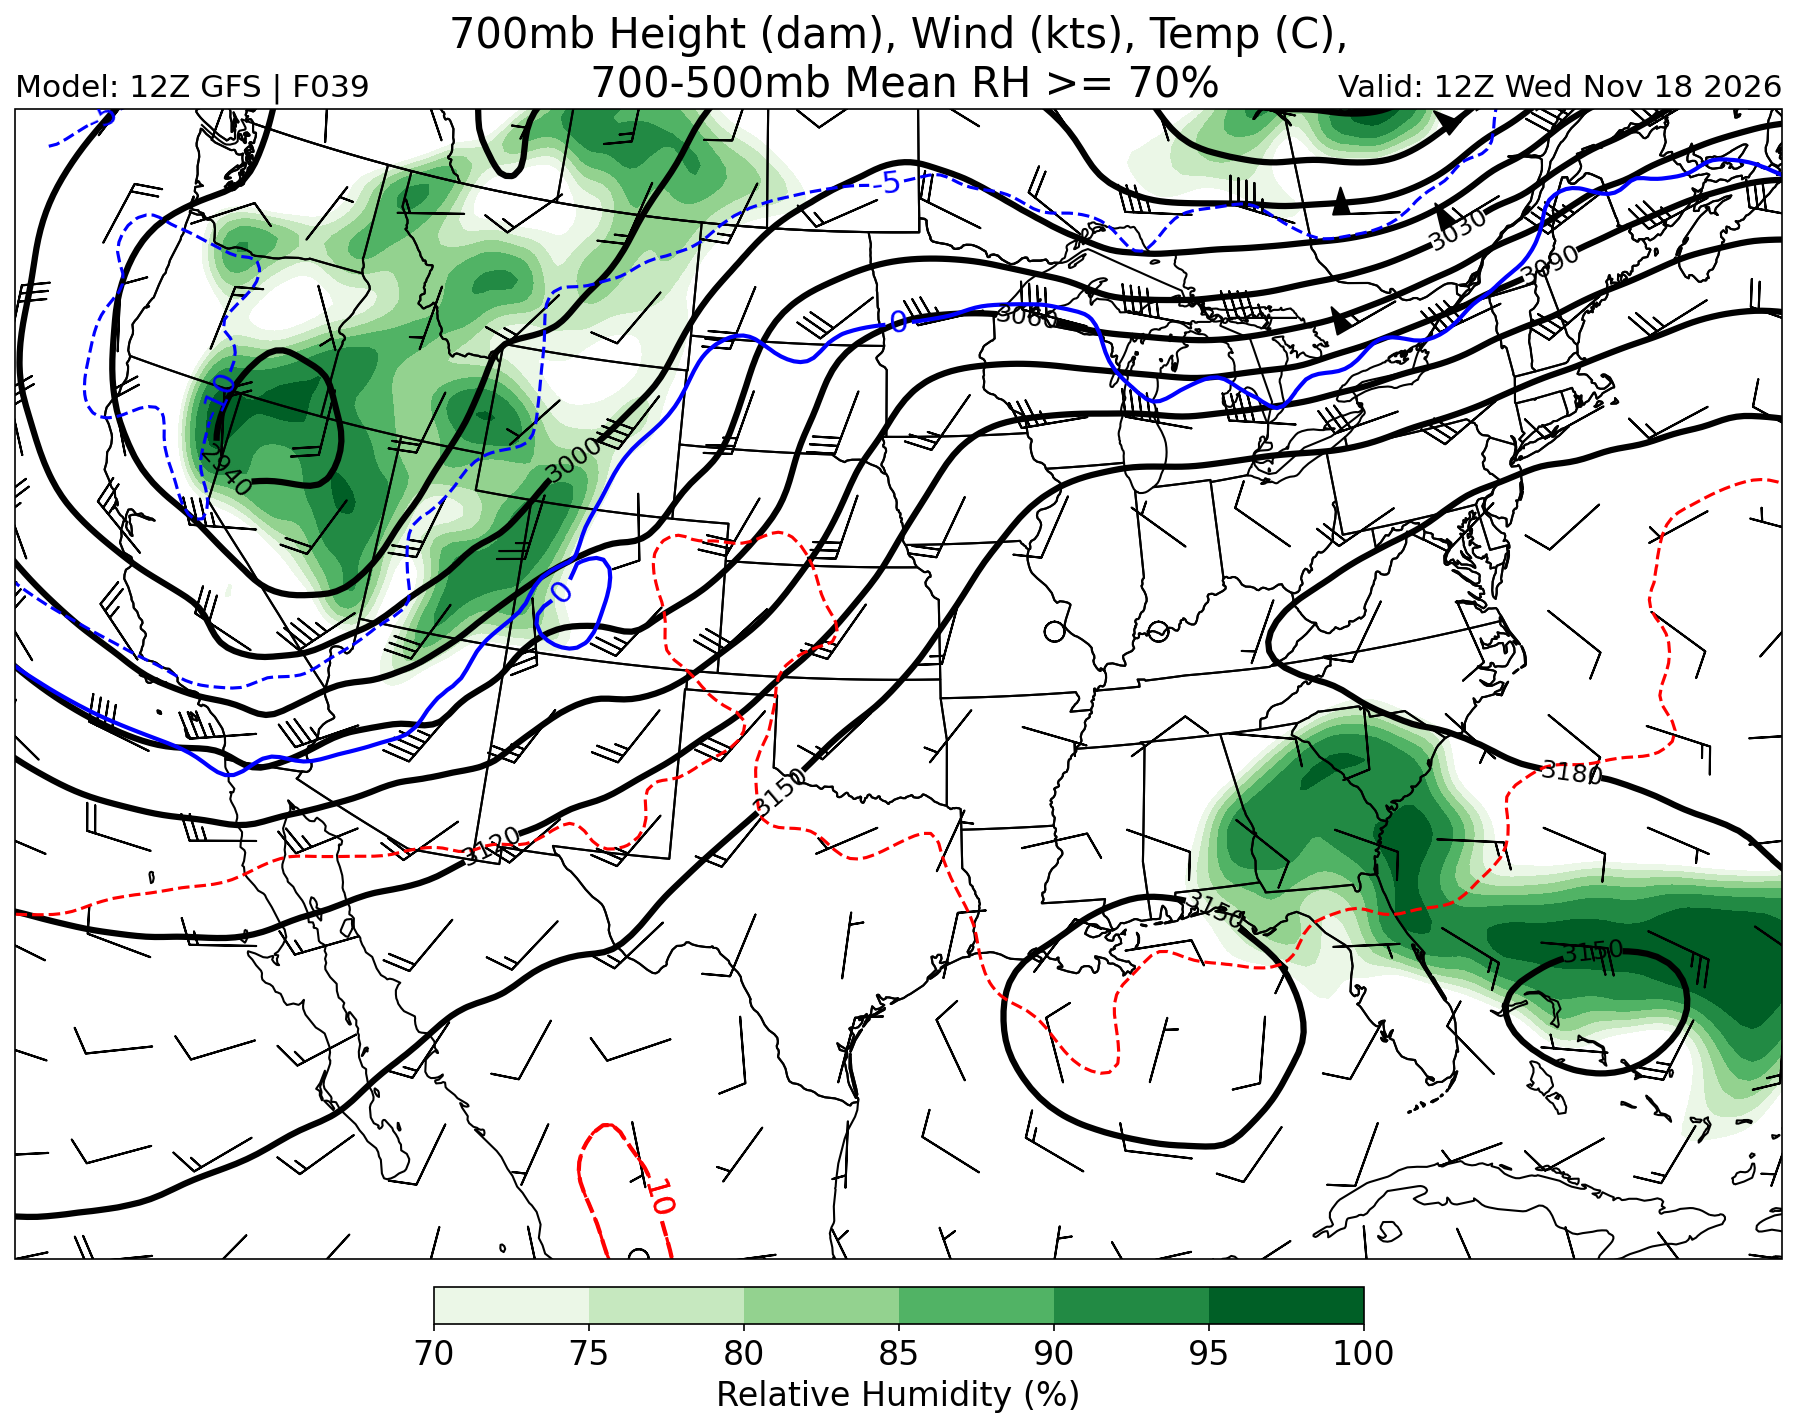 700mb Height (dam), Wind (kts), Temp (C),
700-500mb Mean RH >= 70%
Model: 12Z GFS | F039
Valid: 12Z Wed Nov 18 2026
-5
3030
3090
0
3060
-10
2940
3000
0
3180
3150
3120
3150
3150
10
70 75 80 85 90 95 100
Relative Humidity (%)